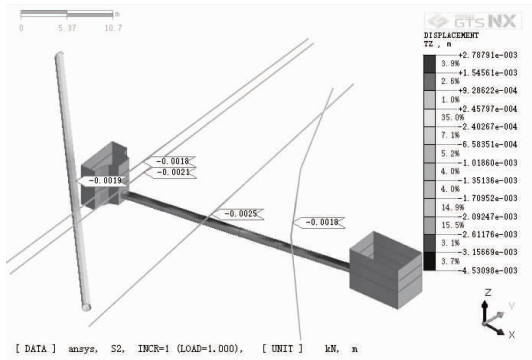 m
0 5.37 10.7
GTS NX
DISPLACEMENT
TZ , m
+2.78791e-003
3.9%
+1.54561e-003
2.6%
+9.28622e-004
1.0%
+2.45797e-004
35.0%
-2.40267e-004
7.1%
-6.58351e-004
5.2%
-1.01860e-003
4.0%
-1.35136e-003
4.0%
-1.70952e-003
14.9%
-2.09247e-003
15.5%
-2.61176e-003
3.1%
-3.15669e-003
3.7%
-4.53098e-003
-0.0018
-0.0021
-0.0019
-0.0025
-0.0018
Z
Y
X
[ DATA ] ansys, S2, INCR=1 (LOAD=1.000), [ UNIT ] kN, m